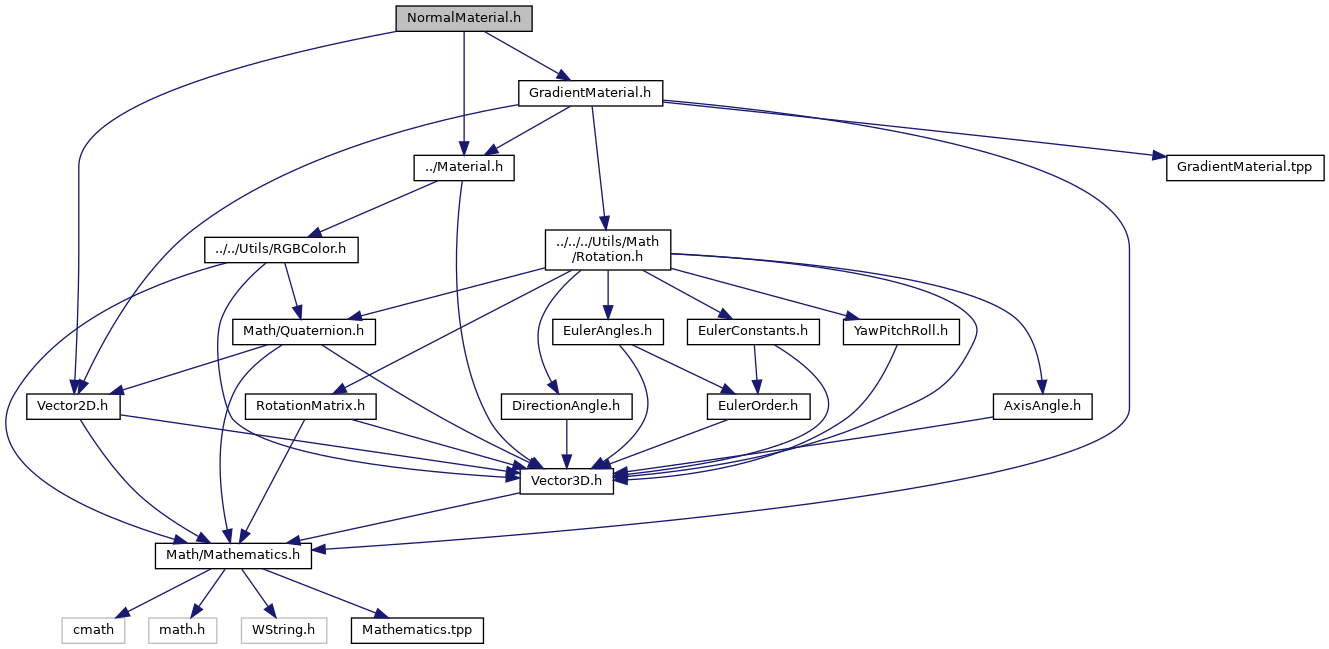 NormalMaterial.h
GradientMaterial.h
../Material.h
GradientMaterial.tpp
../../Utils/RGBColor.h
../../../Utils/Math
/Rotation.h
Math/Quaternion.h
EulerAngles.h
EulerConstants.h
YawPitchRoll.h
Vector2D.h
RotationMatrix.h
DirectionAngle.h
EulerOrder.h
AxisAngle.h
Vector3D.h
Math/Mathematics.h
cmath
math.h
WString.h
Mathematics.tpp